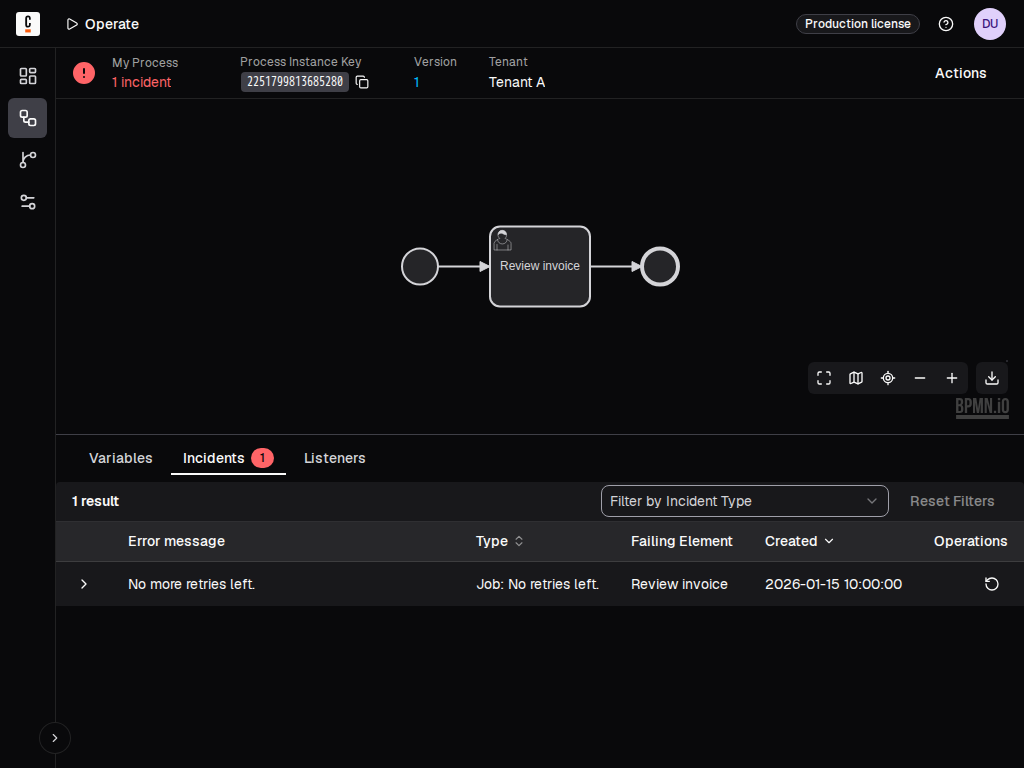 C
Operate
Production license
DU
My Process
Process Instance Key
Version
Tenant
1 incident
2251799813685280
1
Tenant A
Actions
Review invoice
BPMN.iO
Variables
Incidents 1
Listeners
1 result
Filter by Incident Type
Reset Filters
Error message
Type
Failing Element
Created
Operations
No more retries left.
Job: No retries left.
Review invoice
2026-01-15 10:00:00